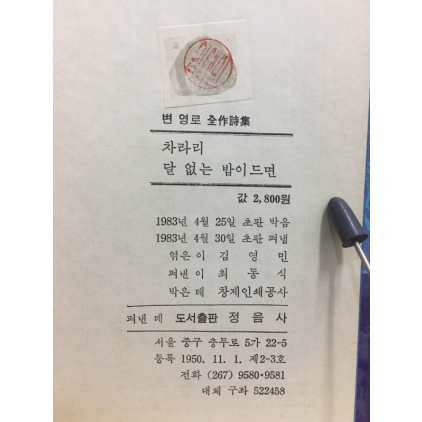 변 영로 全作詩集
차라리
달 없는 밤이드면
값 2,800원
1983년 4월 25일 초판 박음
1983년 4월 30일 초판 펴냄
엮은이 김 영 민
펴낸이 최 동 식
박은 데 창제인쇄공사
펴낸 데 도서출판 정 음 사
서울 중구 충무로 5가 22-5
등록 1950. 11. 1. 제2-3호
전화 (267) 9580·9581
대체 구좌 522458